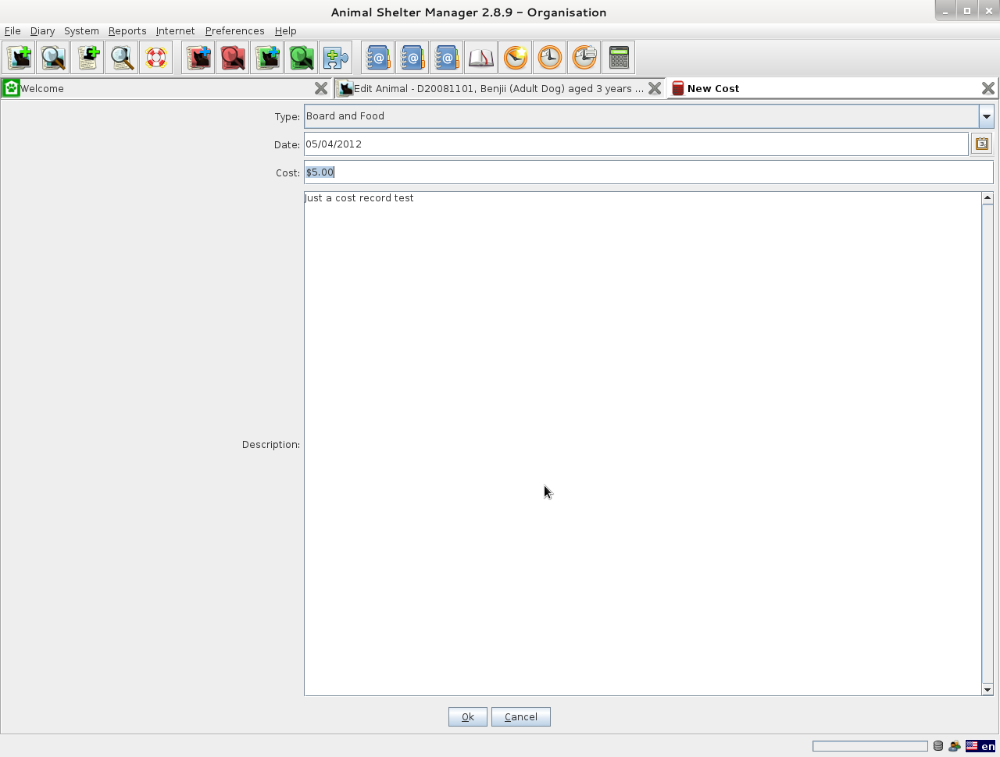 Animal Shelter Manager 2.8.9 – Organisation
File Diary System Reports Internet Preferences Help
Welcome
Edit Animal - D20081101, Benjii (Adult Dog) aged 3 years ...
New Cost
Type: Board and Food
Date: 05/04/2012
Cost: $5.00
Just a cost record test
Description:
Ok Cancel
en